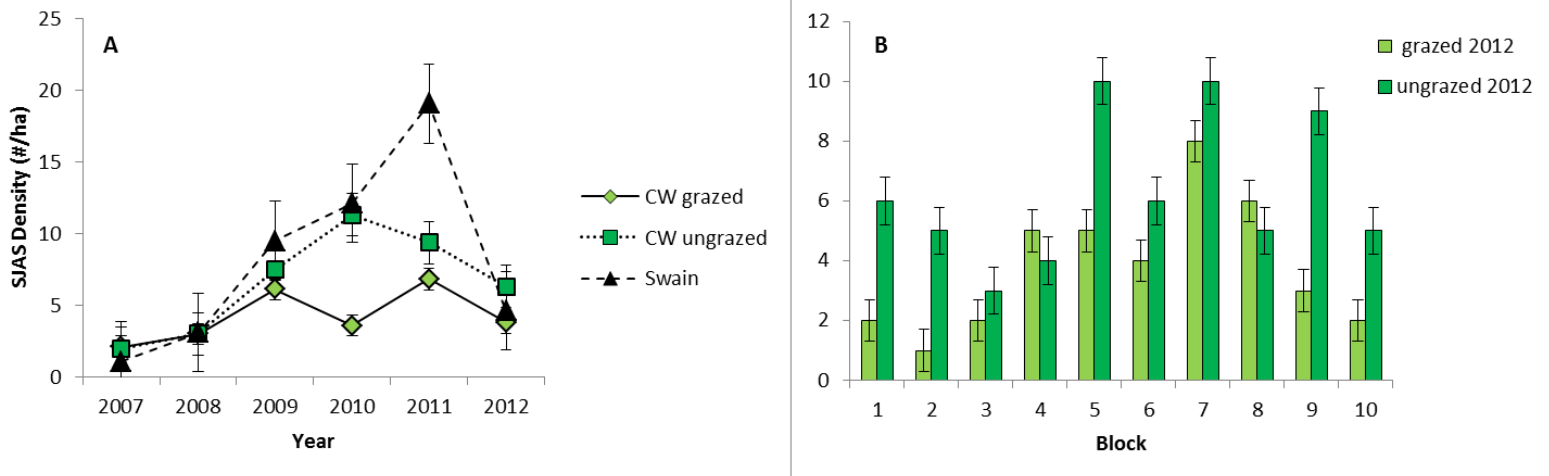 A
25
20
15
10
5
0
SJAS Density (#/ha)
2007 2008 2009 2010 2011 2012
Year
CW grazed
CW ungrazed
Swain
B
12
10
8
6
4
2
0
1 2 3 4 5 6 7 8 9 10
Block
grazed 2012
ungrazed 2012